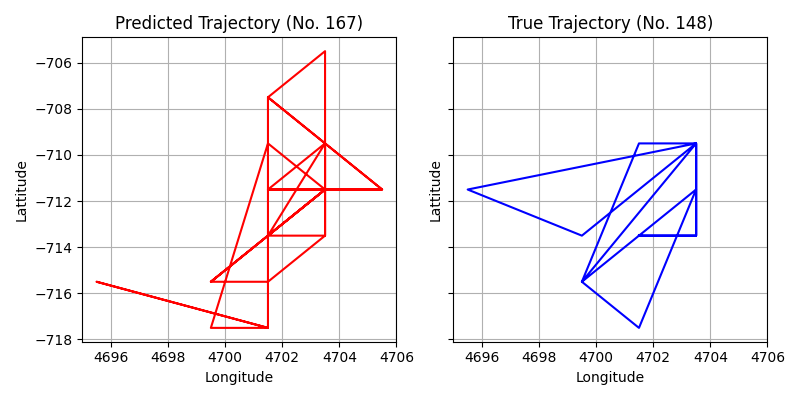 Predicted Trajectory (No. 167)
True Trajectory (No. 148)
−706
−708
−710
−712
−714
−716
−718
Lattitude
Lattitude
4696 4698 4700 4702 4704 4706
4696 4698 4700 4702 4704 4706
Longitude
Longitude